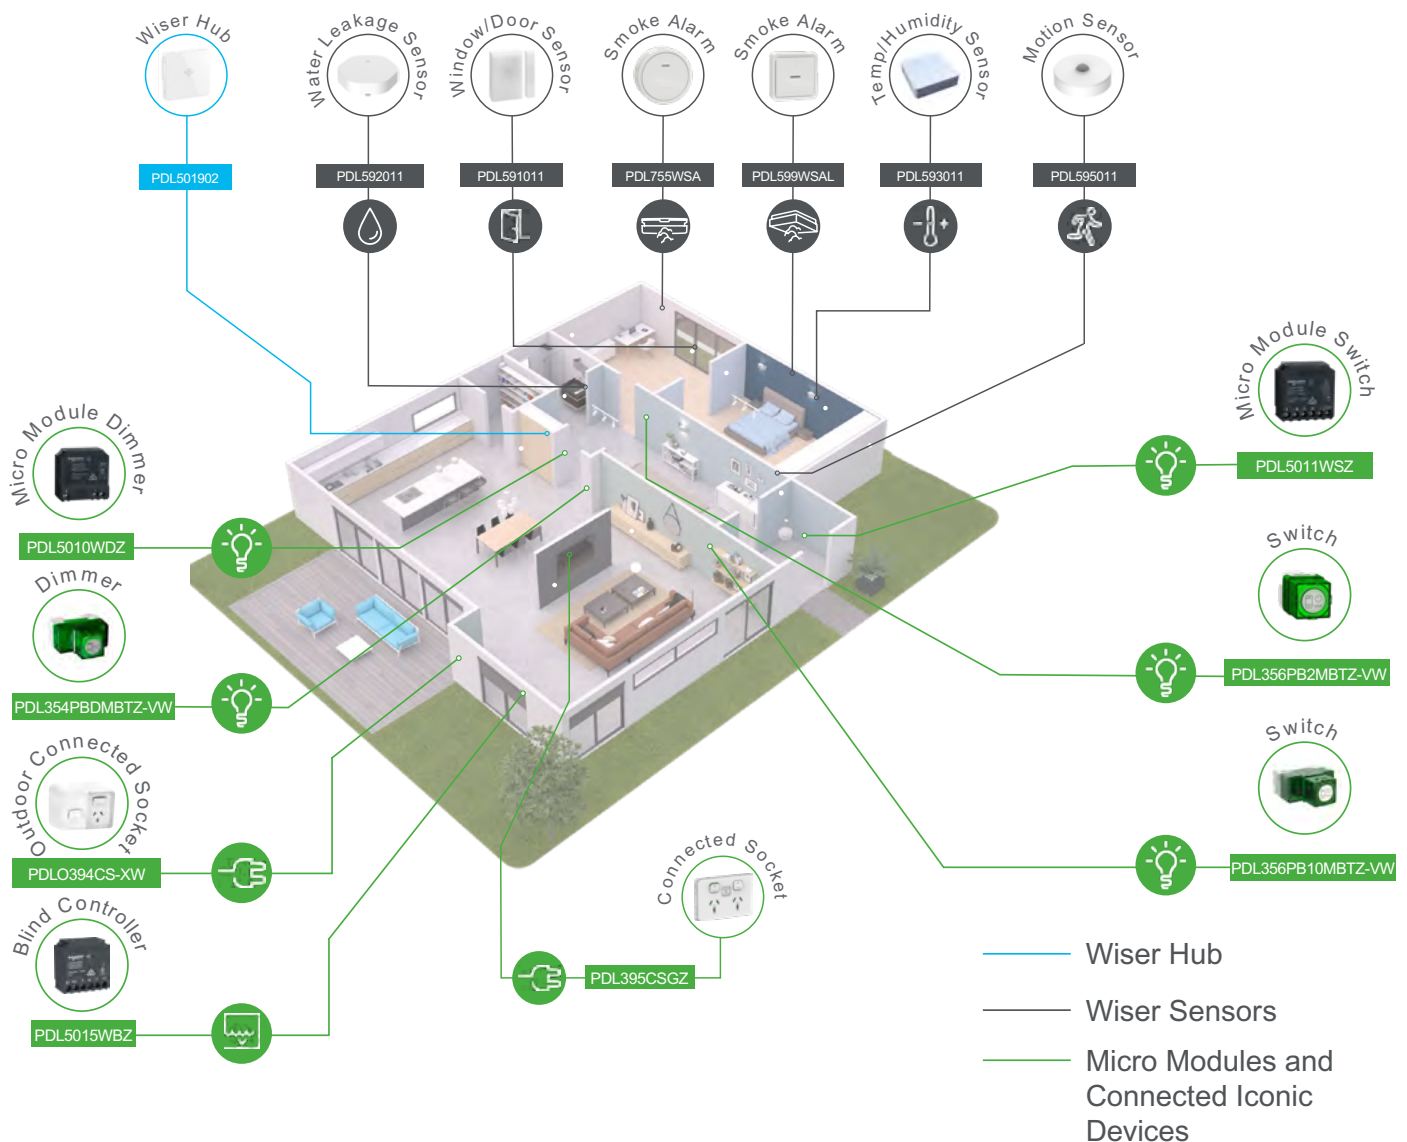 Wiser Hub
Water Leakage Sensor
Window/Door Sensor
Smoke Alarm
Smoke Alarm
Temp/Humidity Sensor
Motion Sensor
PDL501902
PDL592011
PDL591011
PDL755WSA
PDL599WSAL
PDL593011
PDL595011
Micro Module Switch
PDL5011WSZ
Micro Module Dimmer
PDL5010WDZ
Dimmer
PDL354PBDMBTZ-VW
Switch
PDL356PB2MBTZ-VW
Switch
PDL356PB10MBTZ-VW
Outdoor Connected Socket
PDLO394CS-XW
Blind Controller
PDL5015WBZ
Connected Socket
PDL395CSGZ
Wiser Hub
Wiser Sensors
Micro Modules and
Connected Iconic
Devices